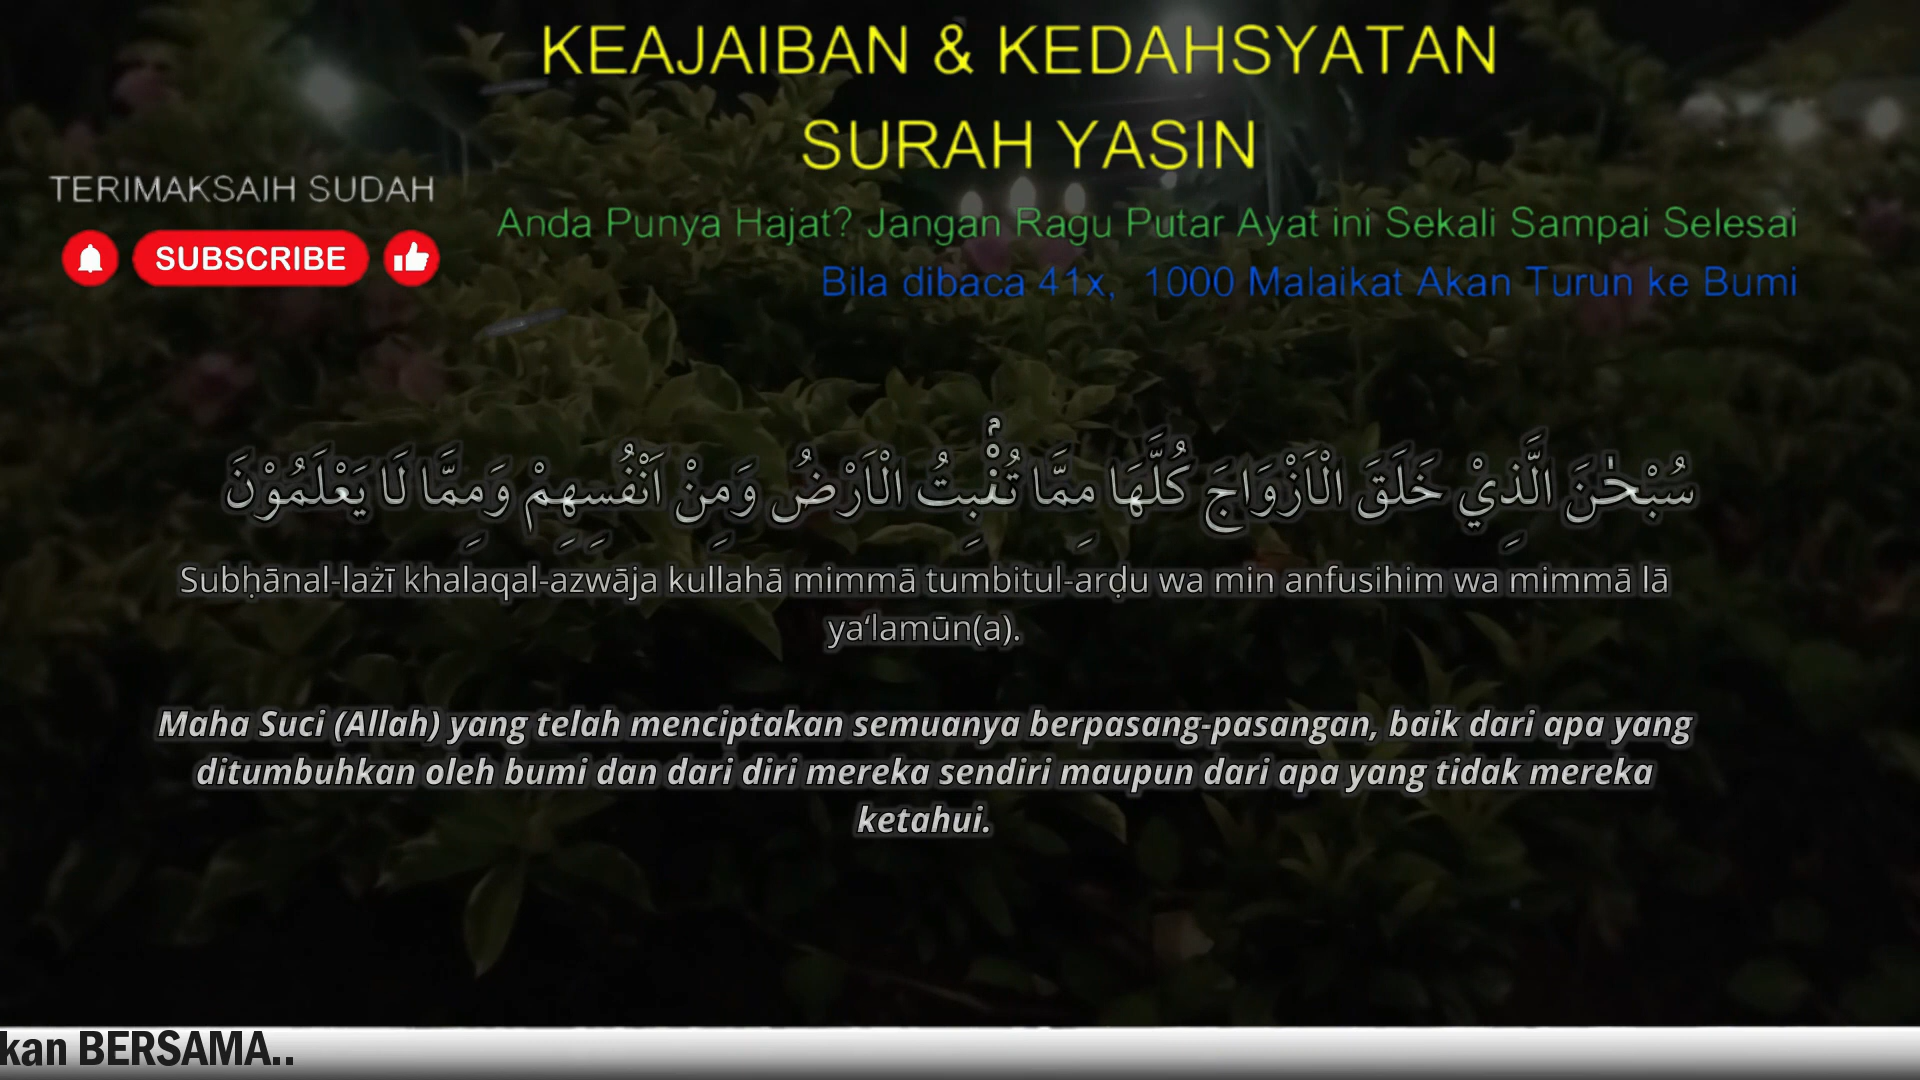 KEAJAIBAN & KEDAHSYATAN
SURAH YASIN
TERIMAKSAIH SUDAH
SUBSCRIBE
Anda Punya Hajat? Jangan Ragu Putar Ayat ini Sekali Sampai Selesai
Bila dibaca 41x, 1000 Malaikat Akan Turun ke Bumi
سُبْحٰنَ الَّذِيْ خَلَقَ الْاَزْوَاجَ كُلَّهَا مِمَّا تُنْۢبِتُ الْاَرْضُ وَمِنْ اَنْفُسِهِمْ وَمِمَّا لَا يَعْلَمُوْنَ
Subḥānal-lażī khalaqal-azwāja kullahā mimmā tumbitul-arḍu wa min anfusihim wa mimmā lā
ya‘lamūn(a).
Maha Suci (Allah) yang telah menciptakan semuanya berpasang-pasangan, baik dari apa yang
ditumbuhkan oleh bumi dan dari diri mereka sendiri maupun dari apa yang tidak mereka
ketahui.
kan BERSAMA..